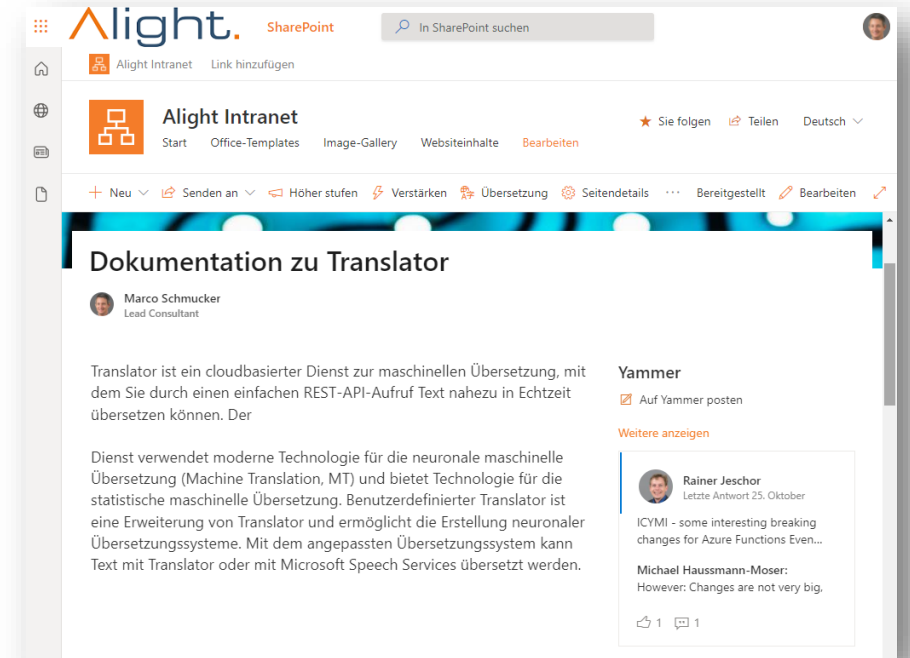 Alight.
SharePoint
In SharePoint suchen
Alight Intranet
Link hinzufügen
Alight Intranet
Start
Office-Templates
Image-Gallery
Websiteinhalte
Bearbeiten
Sie folgen
Teilen
Deutsch
Neu
Senden an
Höher stufen
Verstärken
Übersetzung
Seitendetails
Bereitgestellt
Bearbeiten
Dokumentation zu Translator
Marco Schmucker
Lead Consultant
Translator ist ein cloudbasierter Dienst zur maschinellen Übersetzung, mit
dem Sie durch einen einfachen REST-API-Aufruf Text nahezu in Echtzeit
übersetzen können. Der
Dienst verwendet moderne Technologie für die neuronale maschinelle
Übersetzung (Machine Translation, MT) und bietet Technologie für die
statistische maschinelle Übersetzung. Benutzerdefinierter Translator ist
eine Erweiterung von Translator und ermöglicht die Erstellung neuronaler
Übersetzungssysteme. Mit dem angepassten Übersetzungssystem kann
Text mit Translator oder mit Microsoft Speech Services übersetzt werden.
Yammer
Auf Yammer posten
Weitere anzeigen
Rainer Jeschor
Letzte Antwort 25. Oktober
ICYMI - some interesting breaking
changes for Azure Functions Even...
Michael Haussmann-Moser:
However: Changes are not very big,
1
1